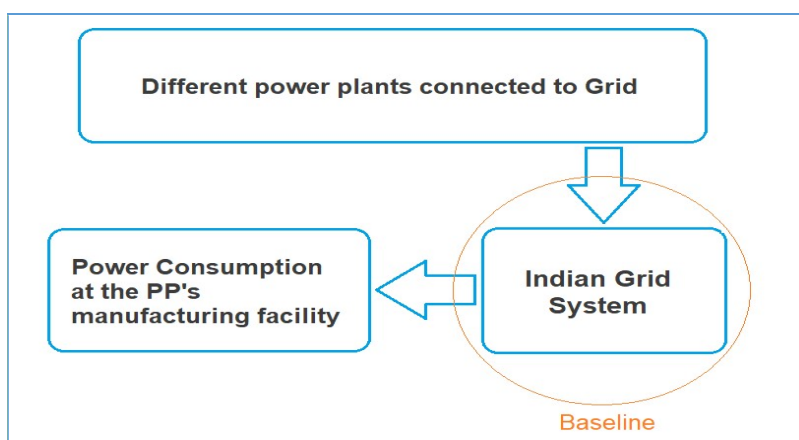 Different power plants connected to Grid
Power Consumption
at the PP's
manufacturing facility
Indian Grid
System
Baseline